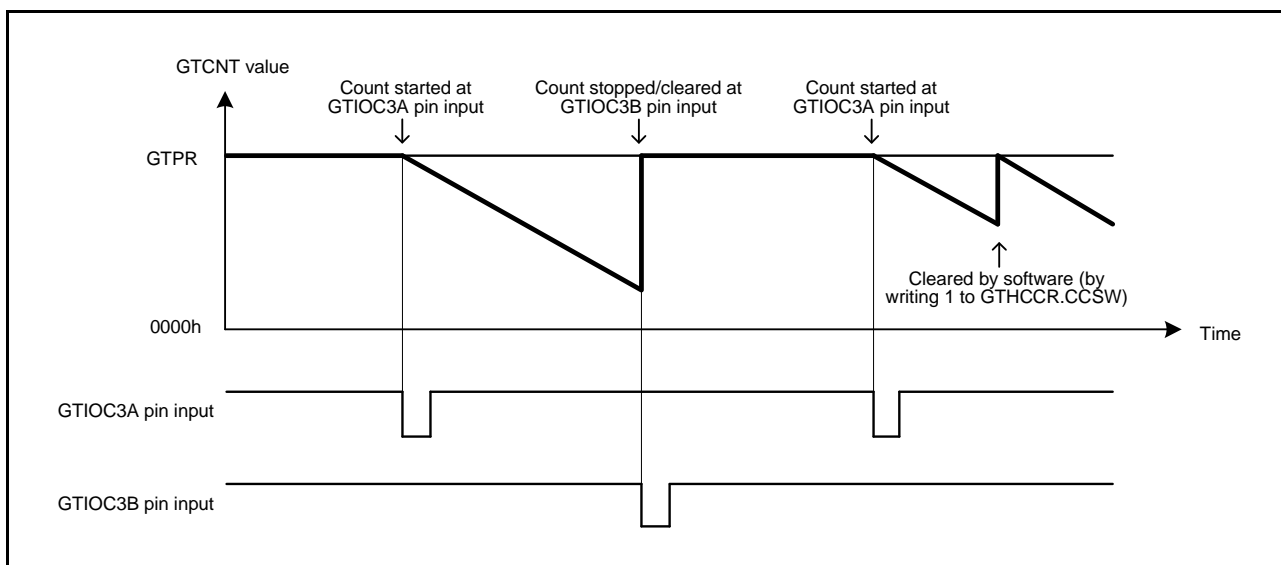 GTCNT value
Count started at
GTIOC3A pin input
Count stopped/cleared at
GTIOC3B pin input
Count started at
GTIOC3A pin input
GTPR
Cleared by software (by
writing 1 to GTHCCR.CCSW)
0000h
Time
GTIOC3A pin input
GTIOC3B pin input